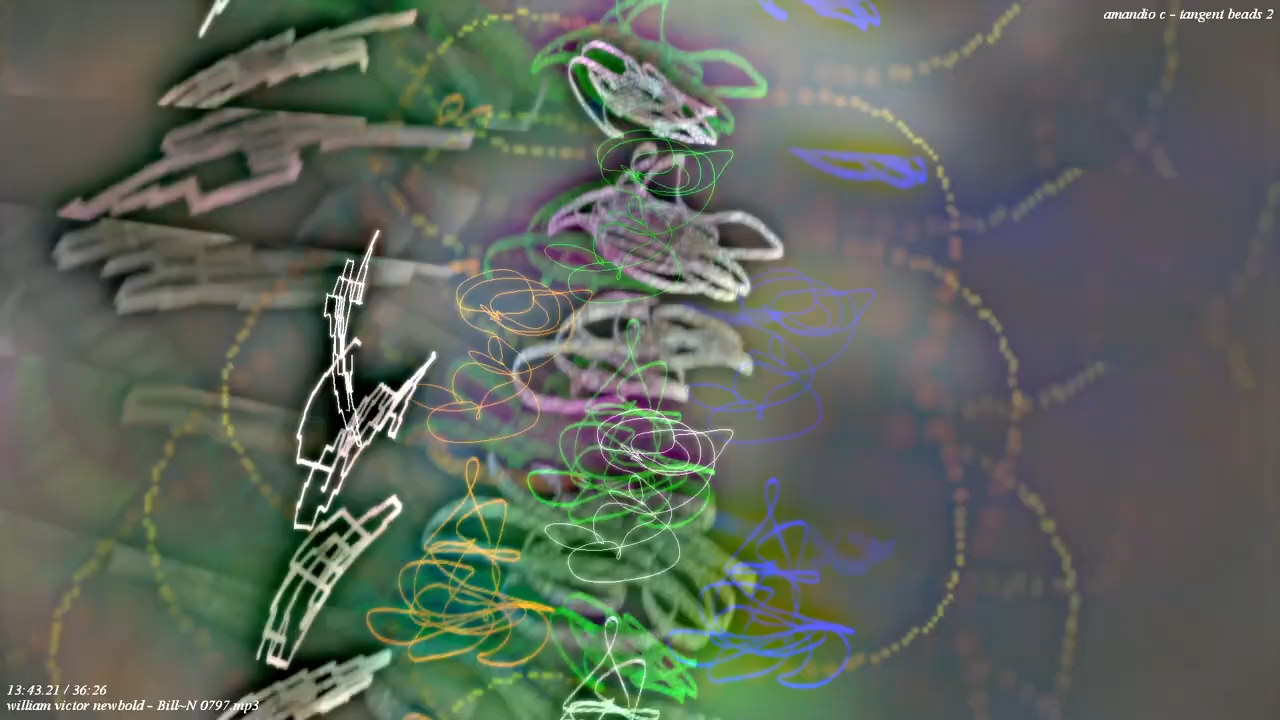 amandio c - tangent beads 2
13:43.21 / 36:26
william victor newbold - Bill~N 0797.mp3